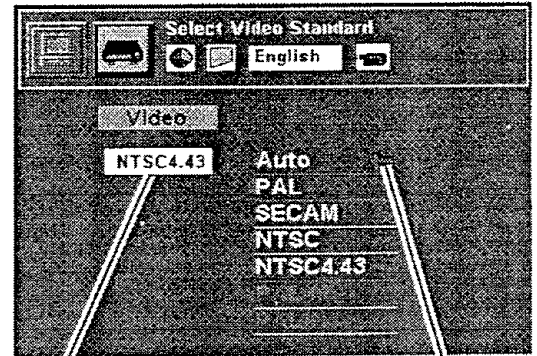 Select Video Standard
English
Video
NTSC4.43
Auto
PAL
SECAM
NTSC
NTSC4.43